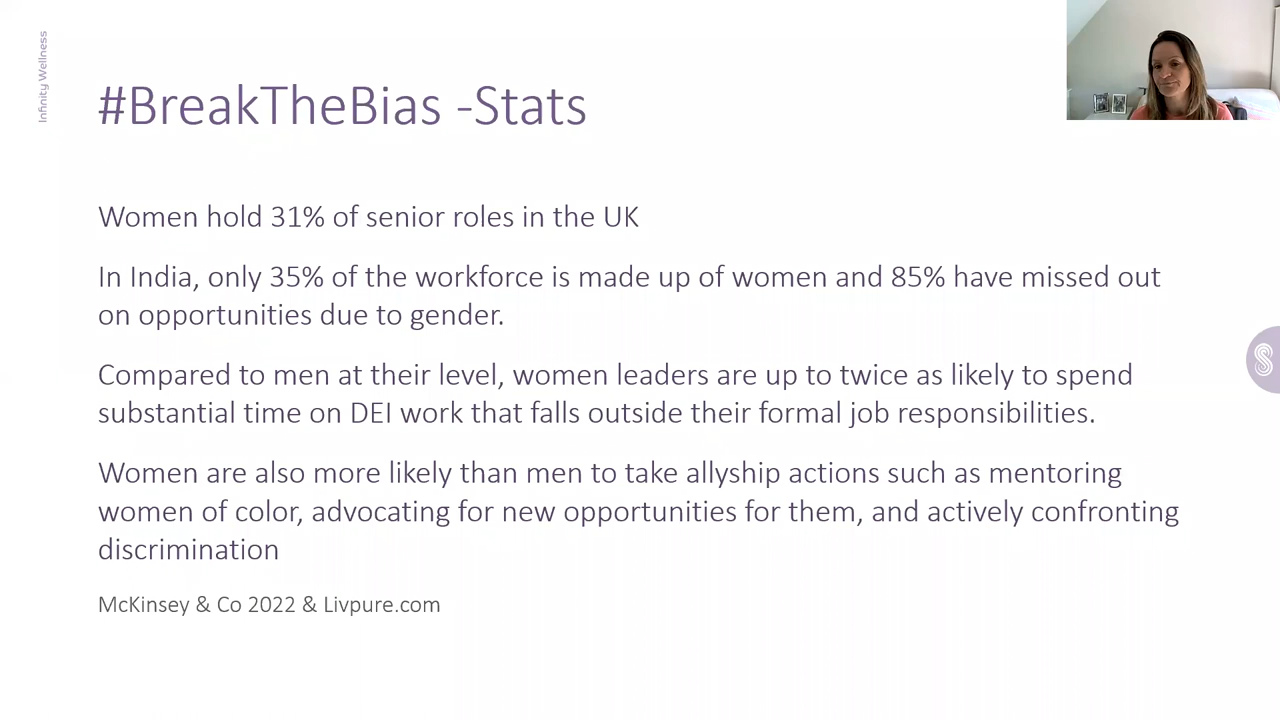 Infinity Wellness
#BreakTheBias -Stats
Women hold 31% of senior roles in the UK
In India, only 35% of the workforce is made up of women and 85% have missed out
on opportunities due to gender.
Compared to men at their level, women leaders are up to twice as likely to spend
substantial time on DEI work that falls outside their formal job responsibilities.
Women are also more likely than men to take allyship actions such as mentoring
women of color, advocating for new opportunities for them, and actively confronting
discrimination
McKinsey & Co 2022 & Livpure.com